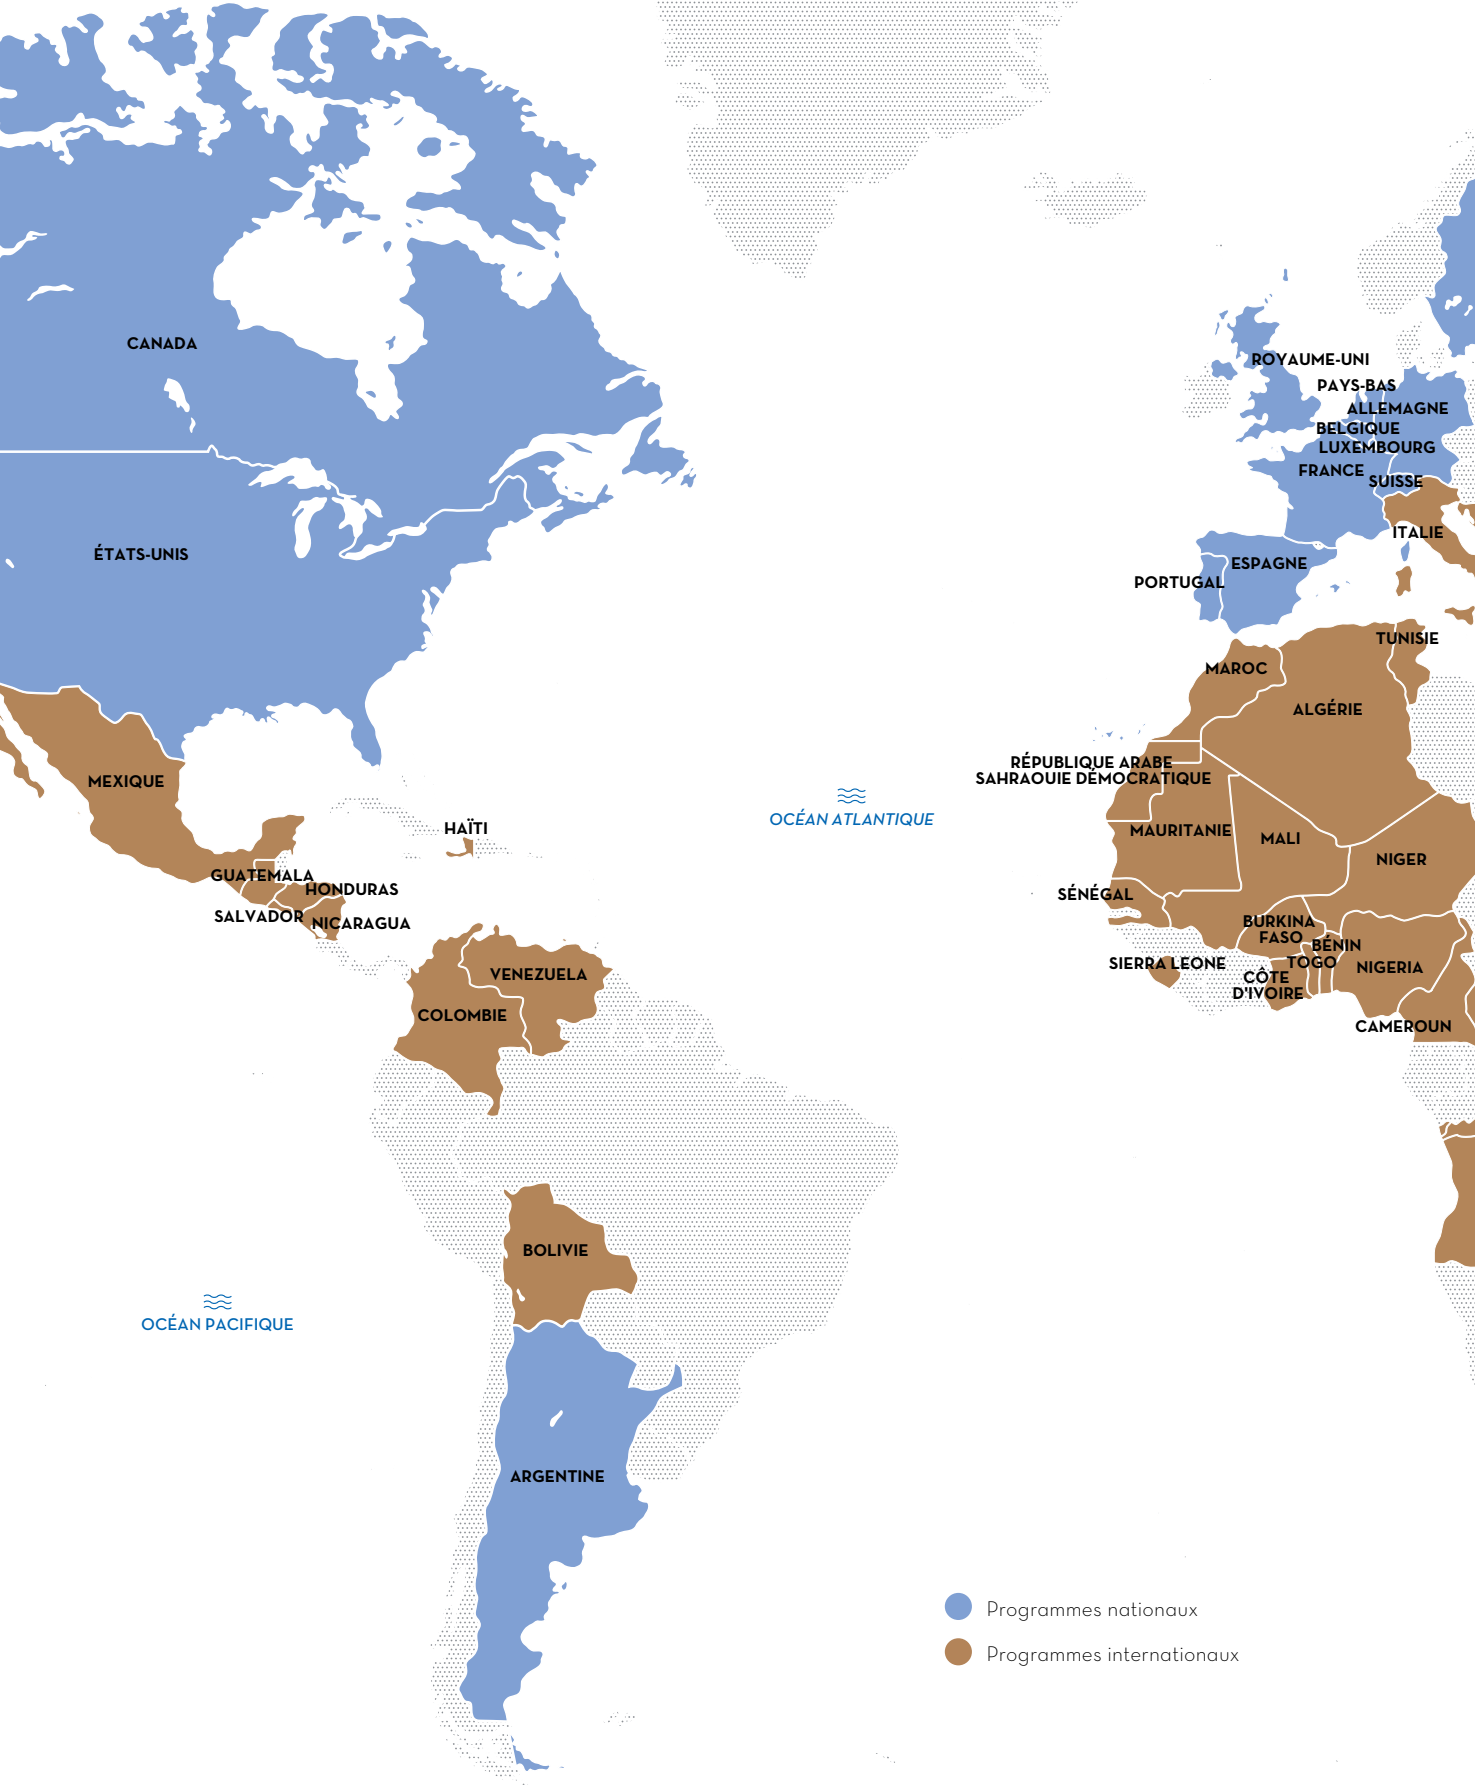 CANADA
ROYAUME-UNI
PAYS-BAS
ALLEMAGNE
BELGIQUE
LUXEMBOURG
FRANCE
SUISSE
ITALIE
ÉTATS-UNIS
ESPAGNE
PORTUGAL
TUNISIE
MAROC
ALGÉRIE
MEXIQUE
RÉPUBLIQUE ARABE
SAHRAOUIE DÉMOCRATIQUE
OCÉAN ATLANTIQUE
HAÏTI
MAURITANIE
MALI
NIGER
GUATEMALA
HONDURAS
SÉNÉGAL
SALVADOR
NICARAGUA
BURKINA
FASO
BÉNIN
TOGO
SIERRA LEONE
NIGERIA
CÔTE
D'IVOIRE
VENEZUELA
COLOMBIE
CAMEROUN
BOLIVIE
OCÉAN PACIFIQUE
ARGENTINE
Programmes nationaux
Programmes internationaux